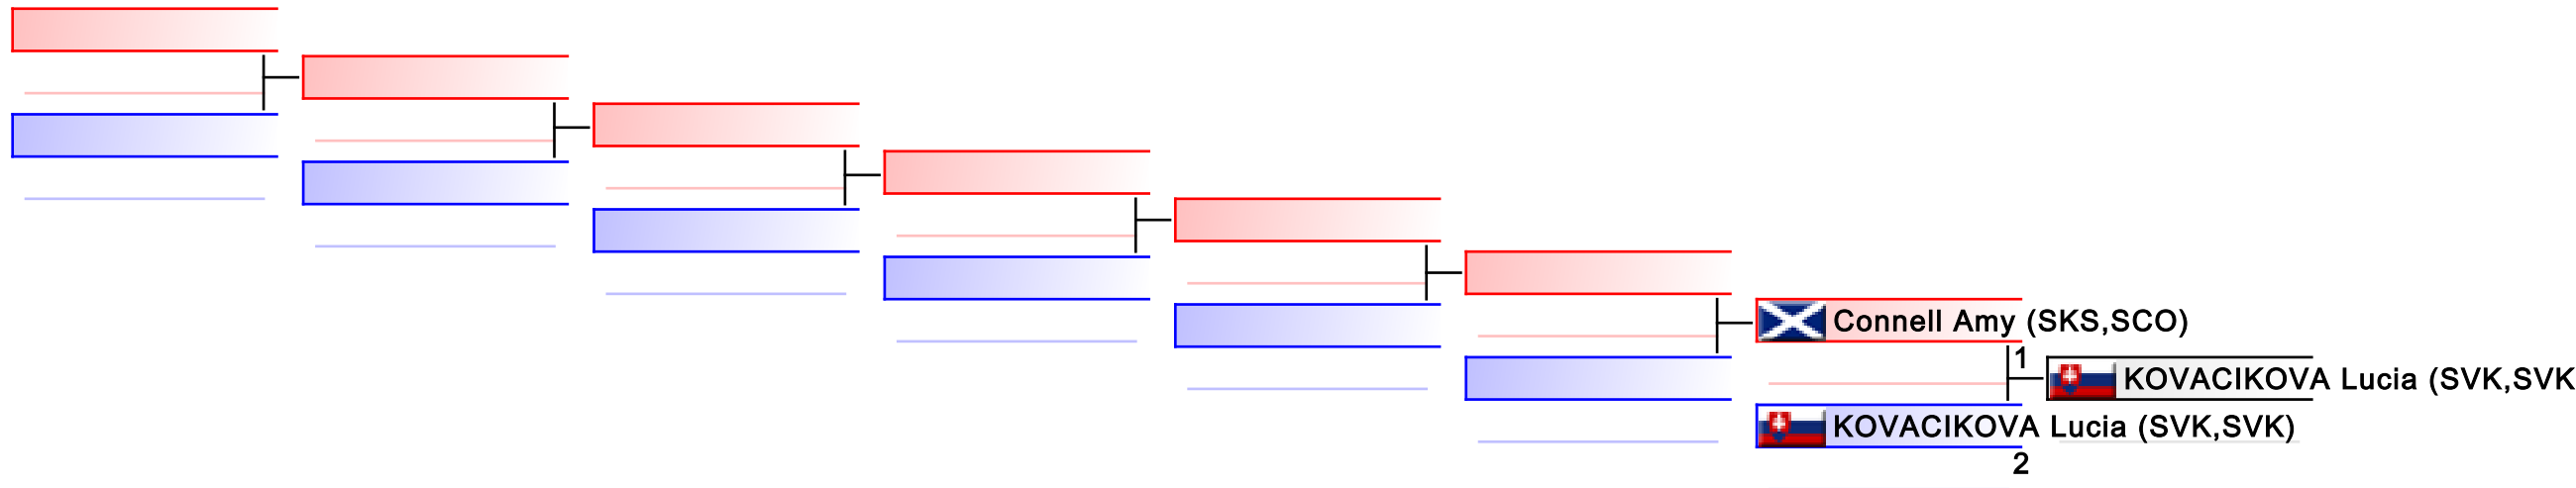 Connell Amy (SKS,SCO)
1
KOVACIKOVA Lucia (SVK,SVK
KOVACIKOVA Lucia (SVK,SVK)
2